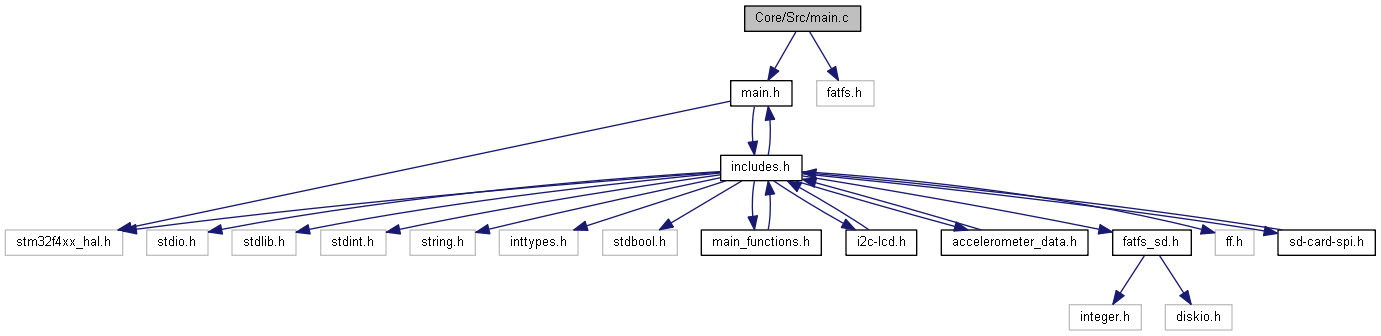 Core/Src/main.c
main.h
fatfs.h
includes.h
stm32f4xx_hal.h
stdio.h
stdlib.h
stdint.h
string.h
inttypes.h
stdbool.h
main_functions.h
i2c-lcd.h
accelerometer_data.h
fatfs_sd.h
ff.h
sd-card-spi.h
integer.h
diskio.h